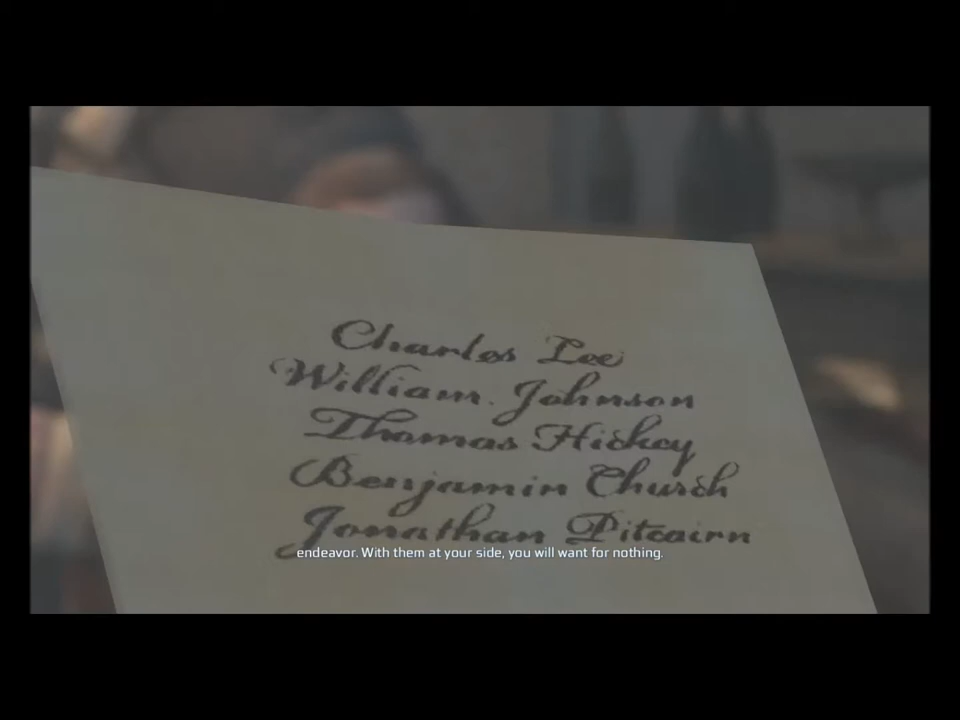 Charles Lee
William Johnson
Thomas Hickey
Benjamin Church
Jonathan Pitcairn
endeavor. With them at your side, you will want for nothing.